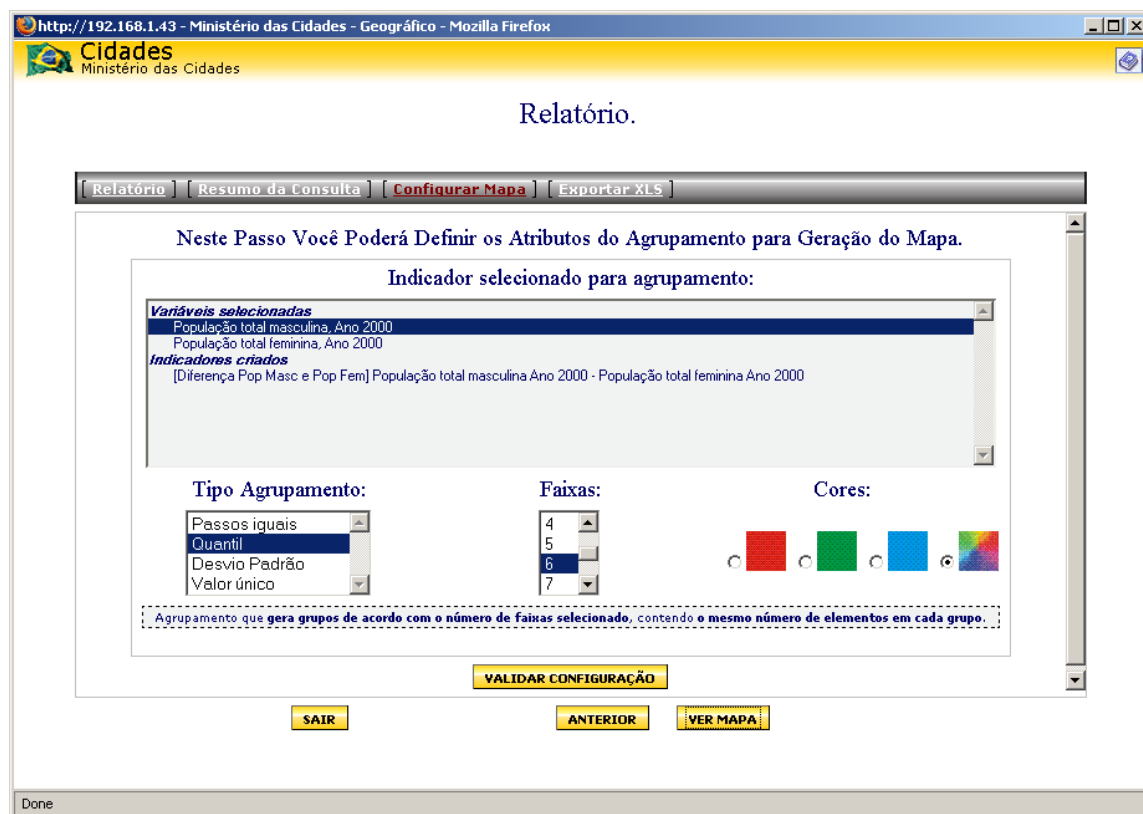 http://192.168.1.43 - Ministério das Cidades - Geográfico - Mozilla Firefox
Cidades
Ministério das Cidades
Relatório.
[ Relatório ] [ Resumo da Consulta ] [ Configurar Mapa ] [ Exportar XLS ]
Neste Passo Você Poderá Definir os Atributos do Agrupamento para Geração do Mapa.
Indicador selecionado para agrupamento:
Variáveis selecionadas
População total masculina, Ano 2000
População total feminina, Ano 2000
Indicadores criados
[Diferença Pop Masc e Pop Fem] População total masculina Ano 2000 - População total feminina Ano 2000
Tipo Agrupamento:
Faixas:
Cores:
Passos iguais
Quantil
Desvio Padrão
Valor único
4
5
6
7
Agrupamento que gera grupos de acordo com o número de faixas selecionado, contendo o mesmo número de elementos em cada grupo.
VALIDAR CONFIGURAÇÃO
SAIR
ANTERIOR
VER MAPA
Done